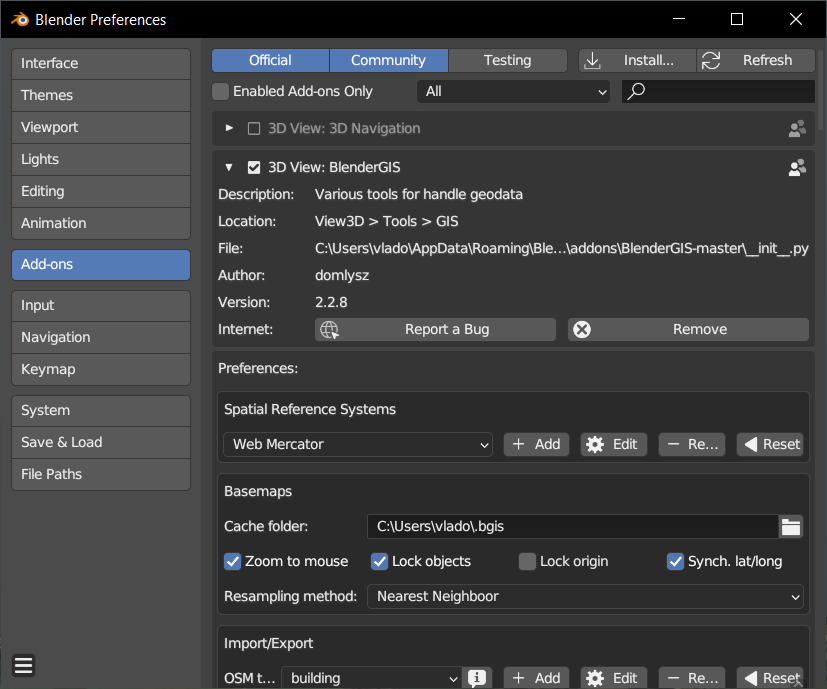 Blender Preferences
Interface
Themes
Viewport
Lights
Editing
Animation
Add-ons
Input
Navigation
Keymap
System
Save & Load
File Paths
Official Community Testing Install... Refresh
Enabled Add-ons Only All
3D View: 3D Navigation
3D View: BlenderGIS
Description: Various tools for handle geodata
Location: View3D > Tools > GIS
File: C:\Users\vlado\AppData\Roaming\Ble...\addons\BlenderGIS-master\__init__.py
Author: domlysz
Version: 2.2.8
Internet: Report a Bug Remove
Preferences:
Spatial Reference Systems
Web Mercator Add Edit Re... Reset
Basemaps
Cache folder: C:\Users\vlado\.bgis
Zoom to mouse Lock objects Lock origin Synch. lat/long
Resampling method: Nearest Neighboor
Import/Export
OSM t... building Add Edit Re... Reset